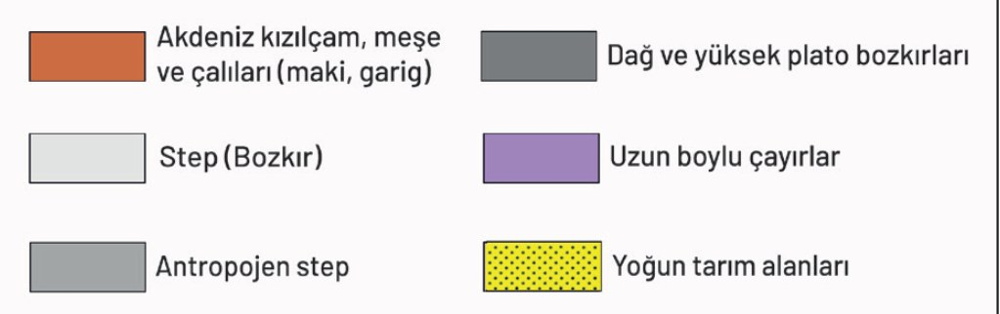 Akdeniz kızılçam, meşe
ve çalıları (maki, garig)
Dağ ve yüksek plato bozkırları
Step (Bozkır)
Uzun boylu çayırlar
Antropojen step
Yoğun tarım alanları